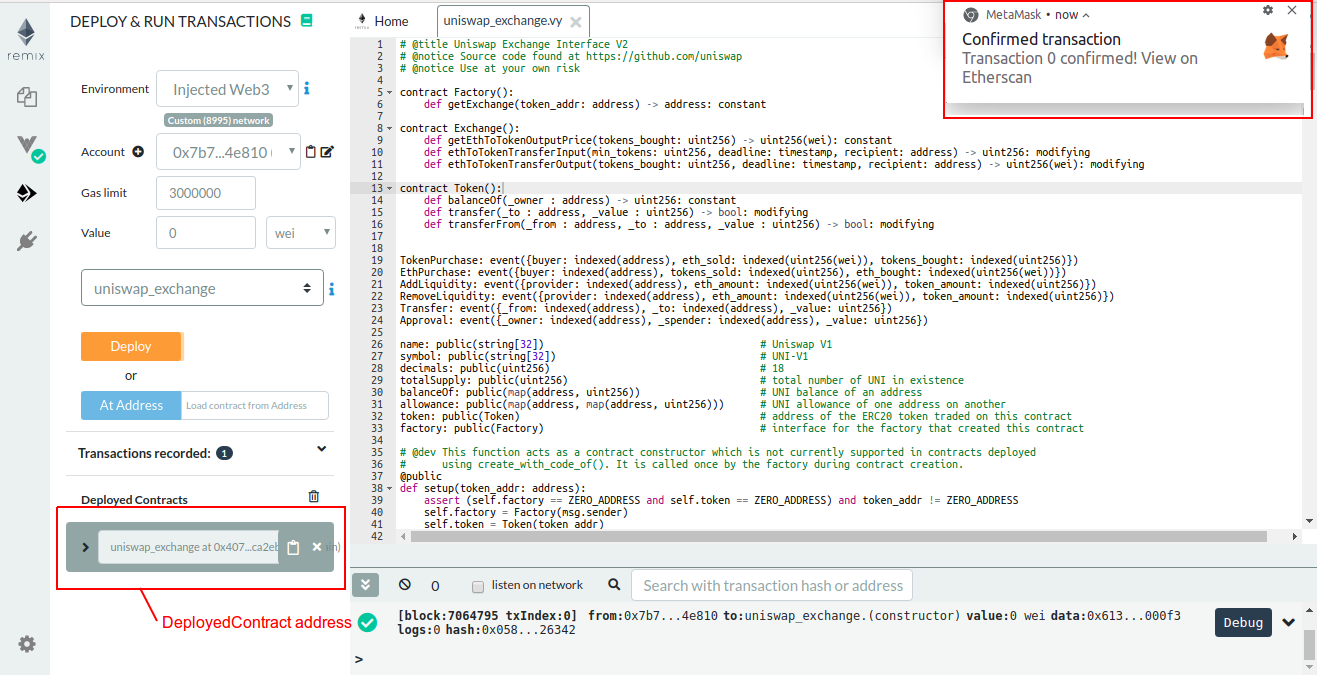 remix
DEPLOY & RUN TRANSACTIONS
Environment
Injected Web3
Custom (8995) network
Account
0x7b7...4e810 (
Gas limit
3000000
Value
0
wei
uniswap_exchange
Deploy
or
At Address
Load contract from Address
Transactions recorded: 1
Deployed Contracts
uniswap_exchange at 0x407...ca2eb
DeployedContract address
Home
uniswap_exchange.vy
1 # @title Uniswap Exchange Interface V2
2 # @notice Source code found at https://github.com/uniswap
3 # @notice Use at your own risk
4
5 contract Factory():
6 def getExchange(token_addr: address) -> address: constant
7
8 contract Exchange():
9 def getEthToTokenOutputPrice(tokens_bought: uint256) -> uint256(wei): constant
10 def ethToTokenTransferInput(min_tokens: uint256, deadline: timestamp, recipient: address) -> uint256: modifying
11 def ethToTokenTransferOutput(tokens_bought: uint256, deadline: timestamp, recipient: address) -> uint256(wei): modifying
12
13 contract Token():
14 def balanceOf(_owner : address) -> uint256: constant
15 def transfer(_to : address, _value : uint256) -> bool: modifying
16 def transferFrom(_from : address, _to : address, _value : uint256) -> bool: modifying
17
18
19 TokenPurchase: event({buyer: indexed(address), eth_sold: indexed(uint256(wei)), tokens_bought: indexed(uint256)})
20 EthPurchase: event({buyer: indexed(address), tokens_sold: indexed(uint256), eth_bought: indexed(uint256(wei))})
21 AddLiquidity: event({provider: indexed(address), eth_amount: indexed(uint256(wei)), token_amount: indexed(uint256)})
22 RemoveLiquidity: event({provider: indexed(address), eth_amount: indexed(uint256(wei)), token_amount: indexed(uint256)})
23 Transfer: event({_from: indexed(address), _to: indexed(address), _value: uint256})
24 Approval: event({_owner: indexed(address), _spender: indexed(address), _value: uint256})
25
26 name: public(string[32]) # Uniswap V1
27 symbol: public(string[32]) # UNI-V1
28 decimals: public(uint256) # 18
29 totalSupply: public(uint256) # total number of UNI in existence
30 balanceOf: public(map(address, uint256)) # UNI balance of an address
31 allowance: public(map(address, map(address, uint256))) # UNI allowance of one address on another
32 token: public(Token) # address of the ERC20 token traded on this contract
33 factory: public(Factory) # interface for the factory that created this contract
34
35 # @dev This function acts as a contract constructor which is not currently supported in contracts deployed
36 # using create_with_code_of(). It is called once by the factory during contract creation.
37 @public
38 def setup(token_addr: address):
39 assert (self.factory == ZERO_ADDRESS and self.token == ZERO_ADDRESS) and token_addr != ZERO_ADDRESS
40 self.factory = Factory(msg.sender)
41 self.token = Token(token_addr)
42
MetaMask • now
Confirmed transaction
Transaction 0 confirmed! View on
Etherscan
0
listen on network
Search with transaction hash or address
[block:7064795 txIndex:0] from:0x7b7...4e810 to:uniswap_exchange.(constructor) value:0 wei data:0x613...000f3
logs:0 hash:0x058...26342
Debug
>